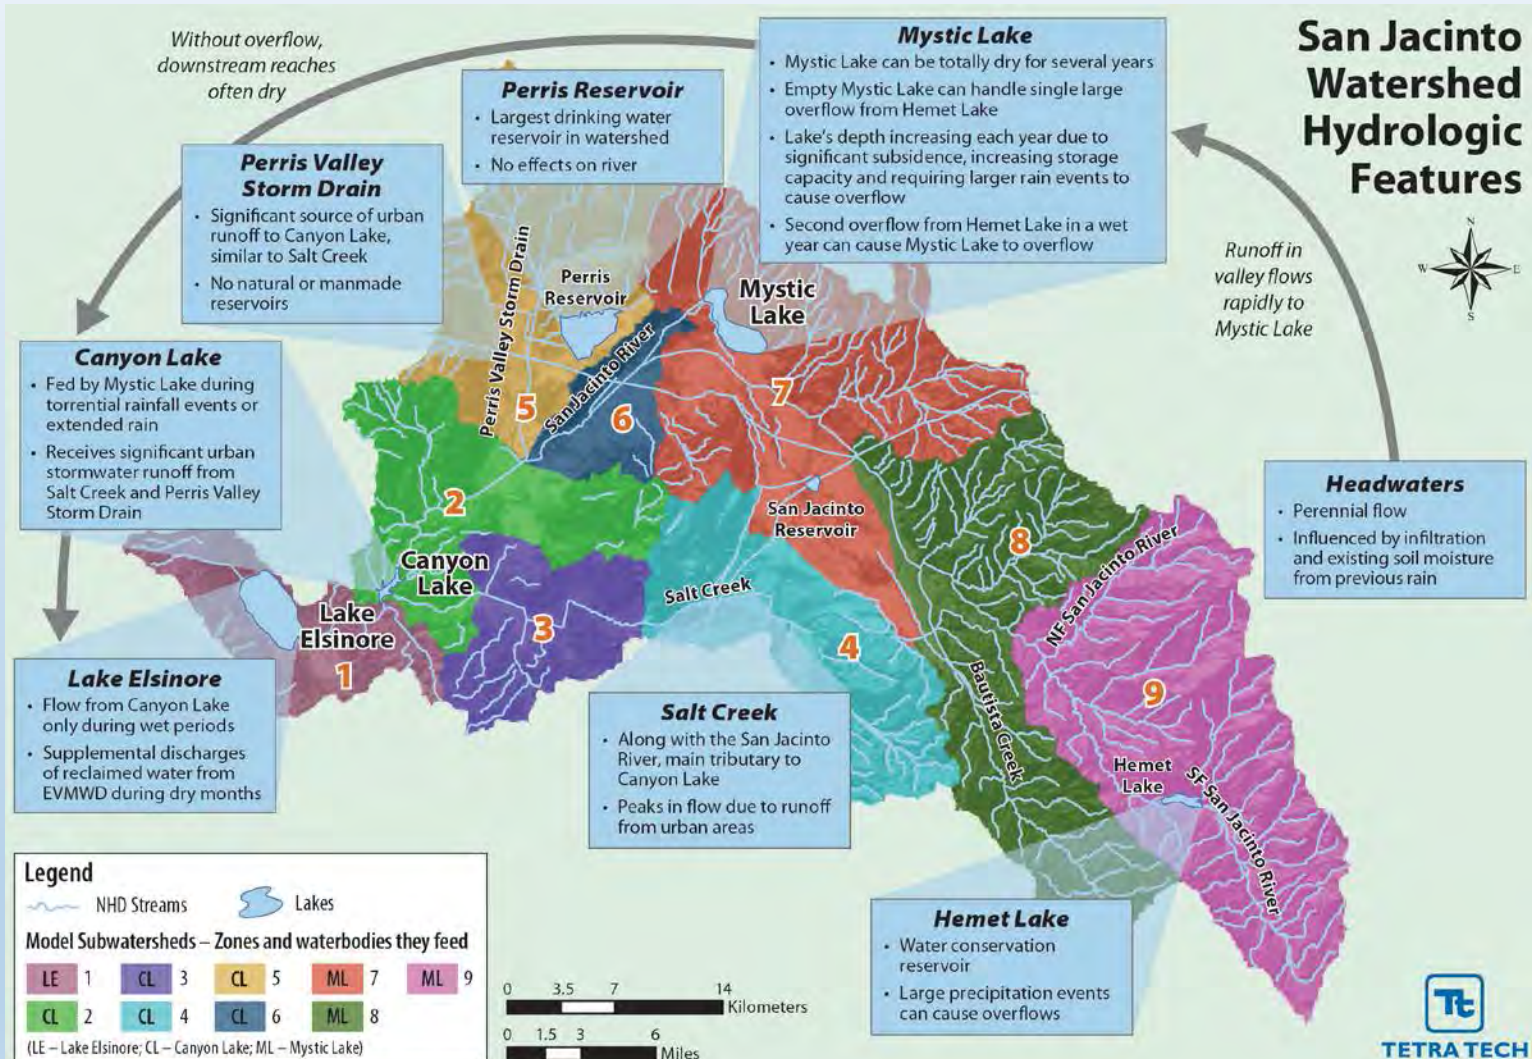 San Jacinto
Watershed
Hydrologic
Features
Without overflow,
downstream reaches
often dry
Mystic Lake
• Mystic Lake can be totally dry for several years
• Empty Mystic Lake can handle single large
overflow from Hemet Lake
• Lake's depth increasing each year due to
significant subsidence, increasing storage
capacity and requiring larger rain events to
cause overflow
• Second overflow from Hemet Lake in a wet
year can cause Mystic Lake to overflow
Perris Reservoir
• Largest drinking water
reservoir in watershed
• No effects on river
Perris Valley
Storm Drain
• Significant source of urban
runoff to Canyon Lake,
similar to Salt Creek
• No natural or manmade
reservoirs
Runoff in
valley flows
rapidly to
Mystic Lake
N
W
E
S
Canyon Lake
• Fed by Mystic Lake during
torrential rainfall events or
extended rain
• Receives significant urban
stormwater runoff from
Salt Creek and Perris Valley
Storm Drain
Headwaters
• Perennial flow
• Influenced by infiltration
and existing soil moisture
from previous rain
Perris Valley Storm Drain
Perris
Reservoir
San Jacinto River
Mystic
Lake
5
6
7
2
San Jacinto
Reservoir
8
NF San Jacinto River
Canyon
Lake
Salt Creek
Lake
Elsinore
1
3
4
Bautista Creek
9
Hemet
Lake
SF San Jacinto River
Lake Elsinore
• Flow from Canyon Lake
only during wet periods
• Supplemental discharges
of reclaimed water from
EVMWD during dry months
Salt Creek
• Along with the San Jacinto
River, main tributary to
Canyon Lake
• Peaks in flow due to runoff
from urban areas
Hemet Lake
• Water conservation
reservoir
• Large precipitation events
can cause overflows
Legend
NHD Streams
Lakes
Model Subwatersheds – Zones and waterbodies they feed
LE 1 CL 3 CL 5 ML 7 ML 9
CL 2 CL 4 CL 6 ML 8
(LE – Lake Elsinore; CL – Canyon Lake; ML – Mystic Lake)
0 3.5 7 14
Kilometers
0 1.5 3 6
Miles
Tt
TETRA TECH